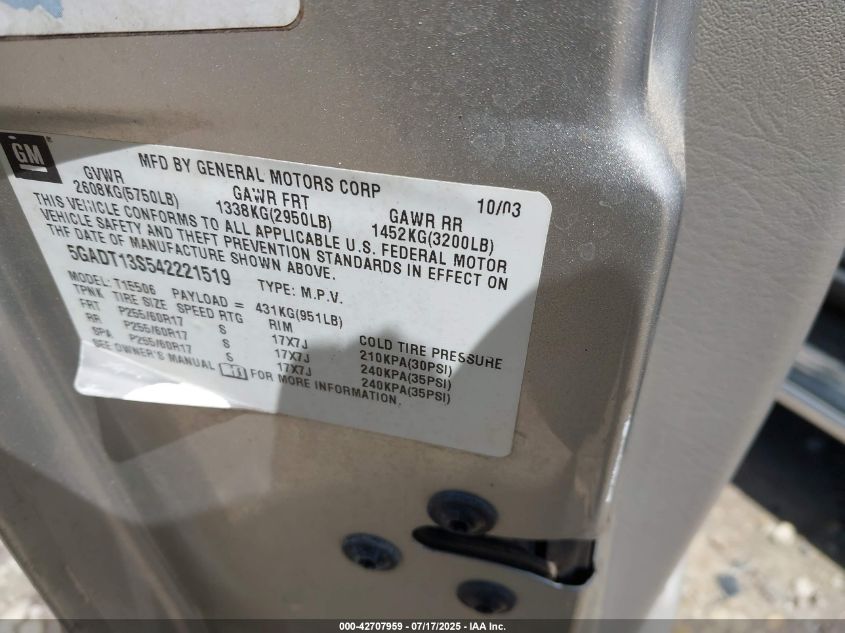 GM
MFD BY GENERAL MOTORS CORP 10/03
GVWR GAWR FRT GAWR RR
2608KG(5750LB) 1338KG(2950LB) 1452KG(3200LB)
THIS VEHICLE CONFORMS TO ALL APPLICABLE U.S. FEDERAL MOTOR
VEHICLE SAFETY AND THEFT PREVENTION STANDARDS IN EFFECT ON
THE DATE OF MANUFACTURE SHOWN ABOVE.
5GADT13S542221519 TYPE: M.P.V.
MODEL: T15506 PAYLOAD = 431KG(951LB)
TPNK TIRE SIZE SPEED RTG RIM COLD TIRE PRESSURE
FRT P255/60R17 S 17X7J 210KPA(30PSI)
RR P255/60R17 S 17X7J 240KPA(35PSI)
SPA P255/60R17 S 17X7J 240KPA(35PSI)
SEE OWNER'S MANUAL FOR MORE INFORMATION.
000-42707959 - 07/17/2025 - IAA Inc.